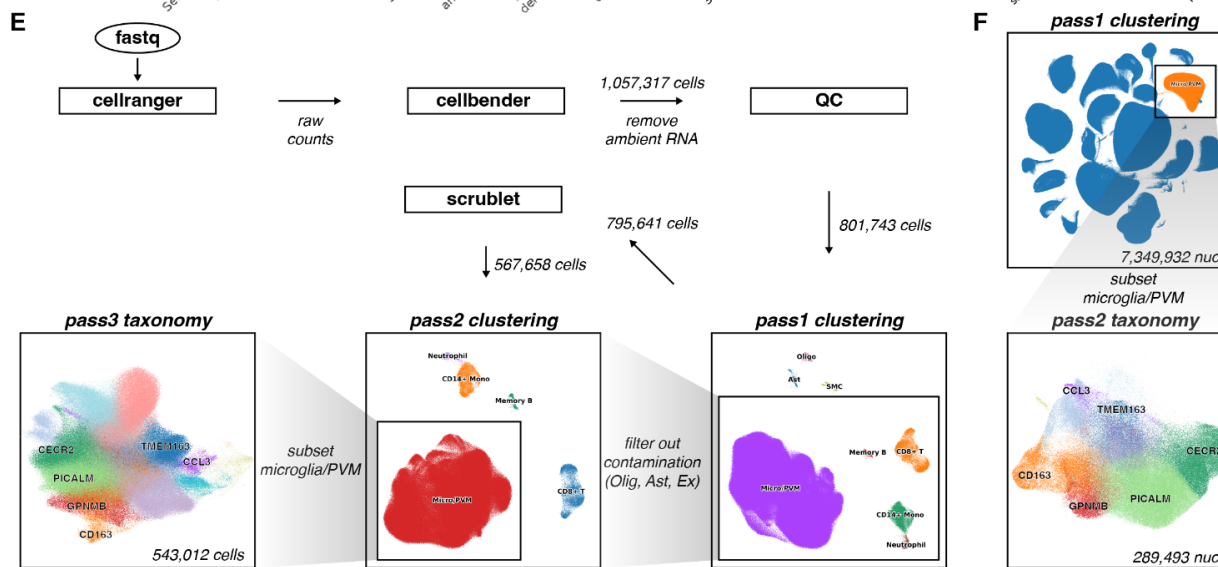 E
fastq
cellranger
raw
counts
cellbender
1,057,317 cells
remove
ambient RNA
QC
801,743 cells
scrublet
795,641 cells
567,658 cells
pass3 taxonomy
CECR2
TMEM163
CCL3
PICALM
GPNMB
CD163
543,012 cells
subset
microglia/PVM
pass2 clustering
Neutrophil
CD14+ Mono
Memory B
Micro/PVM
CD8+ T
filter out
contamination
(Olig, Ast, Ex)
pass1 clustering
Oligo
Ast
SMC
Memory B
CD8+ T
Micro/PVM
CD14+ Mono
Neutrophil
F
pass1 clustering
Micro/PVM
7,349,932 nuc
subset
microglia/PVM
pass2 taxonomy
CCL3
TMEM163
CECR2
CD163
PICALM
GPNMB
289,493 nuc